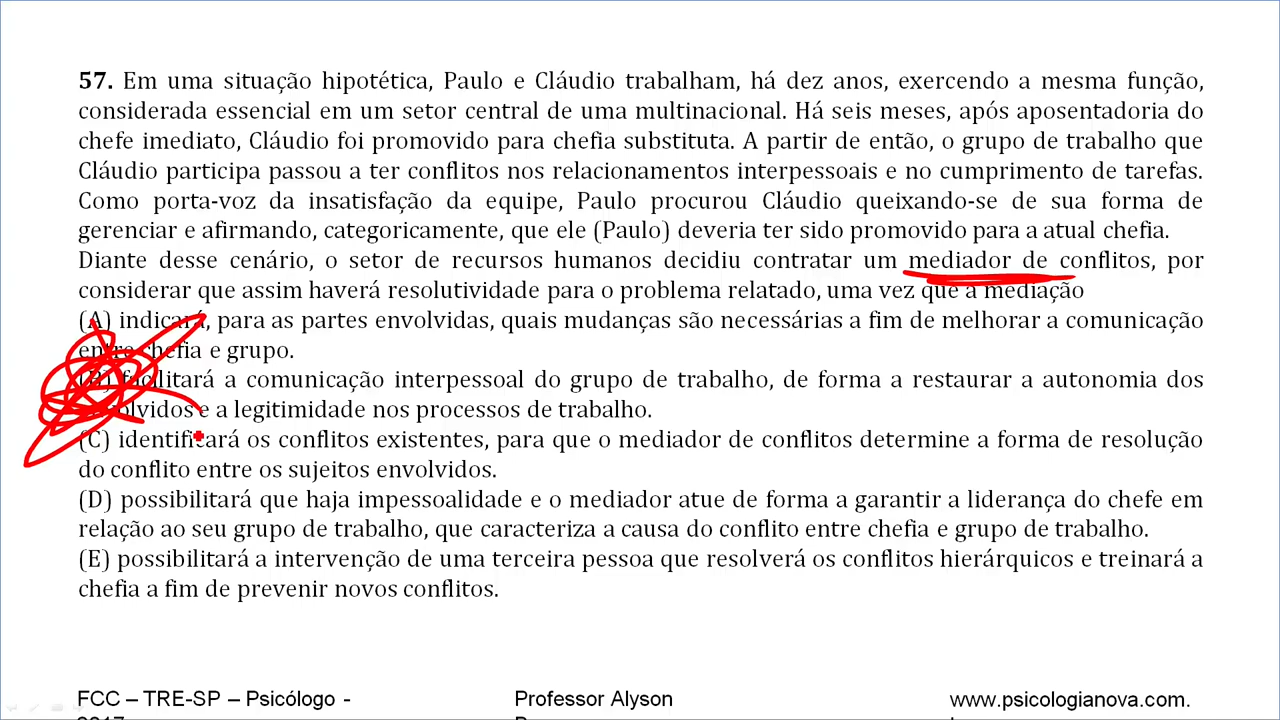 57. Em uma situação hipotética, Paulo e Cláudio trabalham, há dez anos, exercendo a mesma função,
considerada essencial em um setor central de uma multinacional. Há seis meses, após aposentadoria do
chefe imediato, Cláudio foi promovido para chefia substituta. A partir de então, o grupo de trabalho que
Cláudio participa passou a ter conflitos nos relacionamentos interpessoais e no cumprimento de tarefas.
Como porta-voz da insatisfação da equipe, Paulo procurou Cláudio queixando-se de sua forma de
gerenciar e afirmando, categoricamente, que ele (Paulo) deveria ter sido promovido para a atual chefia.
Diante desse cenário, o setor de recursos humanos decidiu contratar um mediador de conflitos, por
considerar que assim haverá resolutividade para o problema relatado, uma vez que a mediação
(A) indicará, para as partes envolvidas, quais mudanças são necessárias a fim de melhorar a comunicação
entre chefia e grupo.
(B) facilitará a comunicação interpessoal do grupo de trabalho, de forma a restaurar a autonomia dos
e a legitimidade nos processos de trabalho.
(C) identificará os conflitos existentes, para que o mediador de conflitos determine a forma de resolução
do conflito entre os sujeitos envolvidos.
(D) possibilitará que haja impessoalidade e o mediador atue de forma a garantir a liderança do chefe em
relação ao seu grupo de trabalho, que caracteriza a causa do conflito entre chefia e grupo de trabalho.
(E) possibilitará a intervenção de uma terceira pessoa que resolverá os conflitos hierárquicos e treinará a
chefia a fim de prevenir novos conflitos.
FCC – TRE-SP – Psicólogo -
Professor Alyson
www.psicologianova.com.